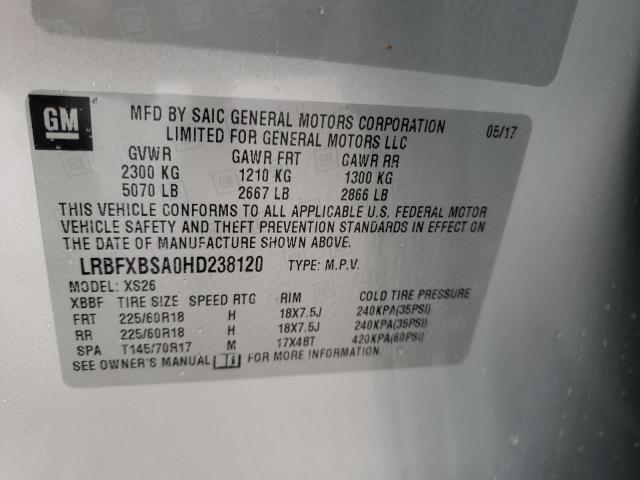 GM
MFD BY SAIC GENERAL MOTORS CORPORATION
LIMITED FOR GENERAL MOTORS LLC
05/17
GVWR GAWR FRT GAWR RR
2300 KG 1210 KG 1300 KG
5070 LB 2667 LB 2866 LB
THIS VEHICLE CONFORMS TO ALL APPLICABLE U.S. FEDERAL MOTOR
VEHICLE SAFETY AND THEFT PREVENTION STANDARDS IN EFFECT ON
THE DATE OF MANUFACTURE SHOWN ABOVE.
LRBFXBSA0HD238120 TYPE: M.P.V.
MODEL: XS26
XBBF TIRE SIZE SPEED RTG RIM COLD TIRE PRESSURE
FRT 225/60R18 H 18X7.5J 240KPA(35PSI)
RR 225/60R18 H 18X7.5J 240KPA(35PSI)
SPA T145/70R17 M 17X4BT 420KPA(60PSI)
SEE OWNER'S MANUAL FOR MORE INFORMATION